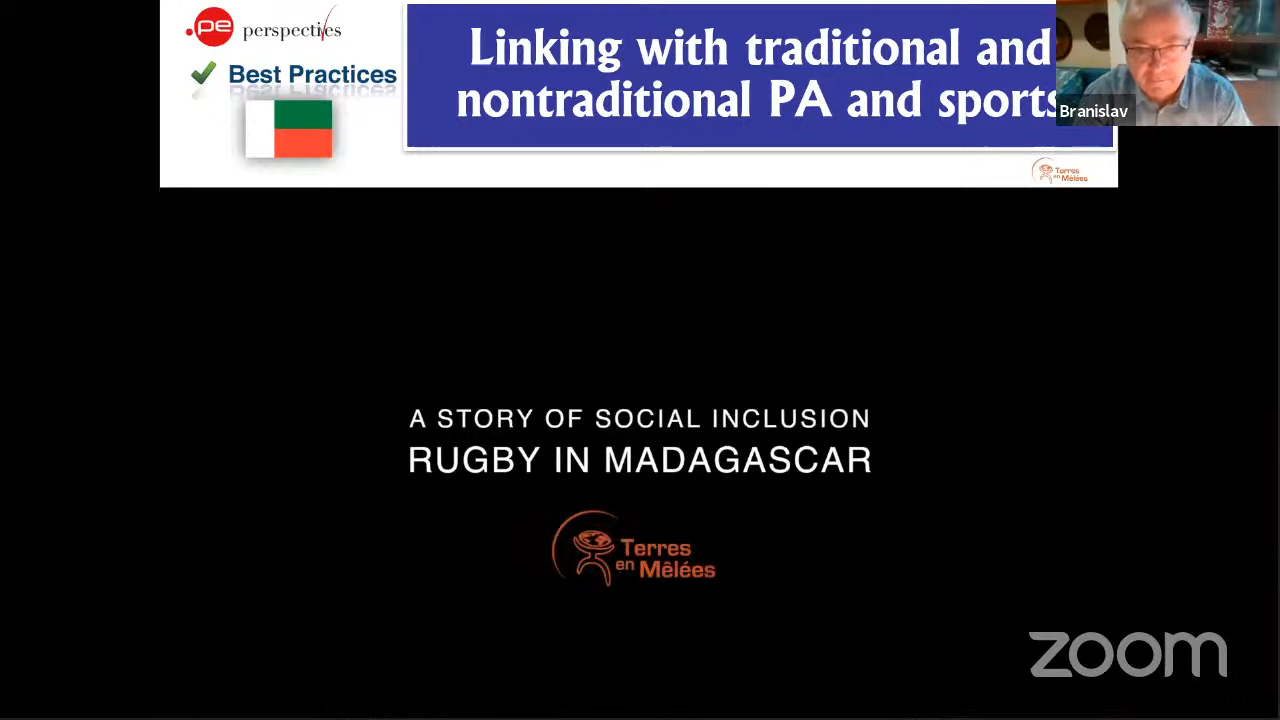 .pe perspectives
Best Practices
Linking with traditional and
nontraditional PA and sports
Branislav
Terres
en Mêlées
A STORY OF SOCIAL INCLUSION
RUGBY IN MADAGASCAR
Terres
en Mêlées
zoom